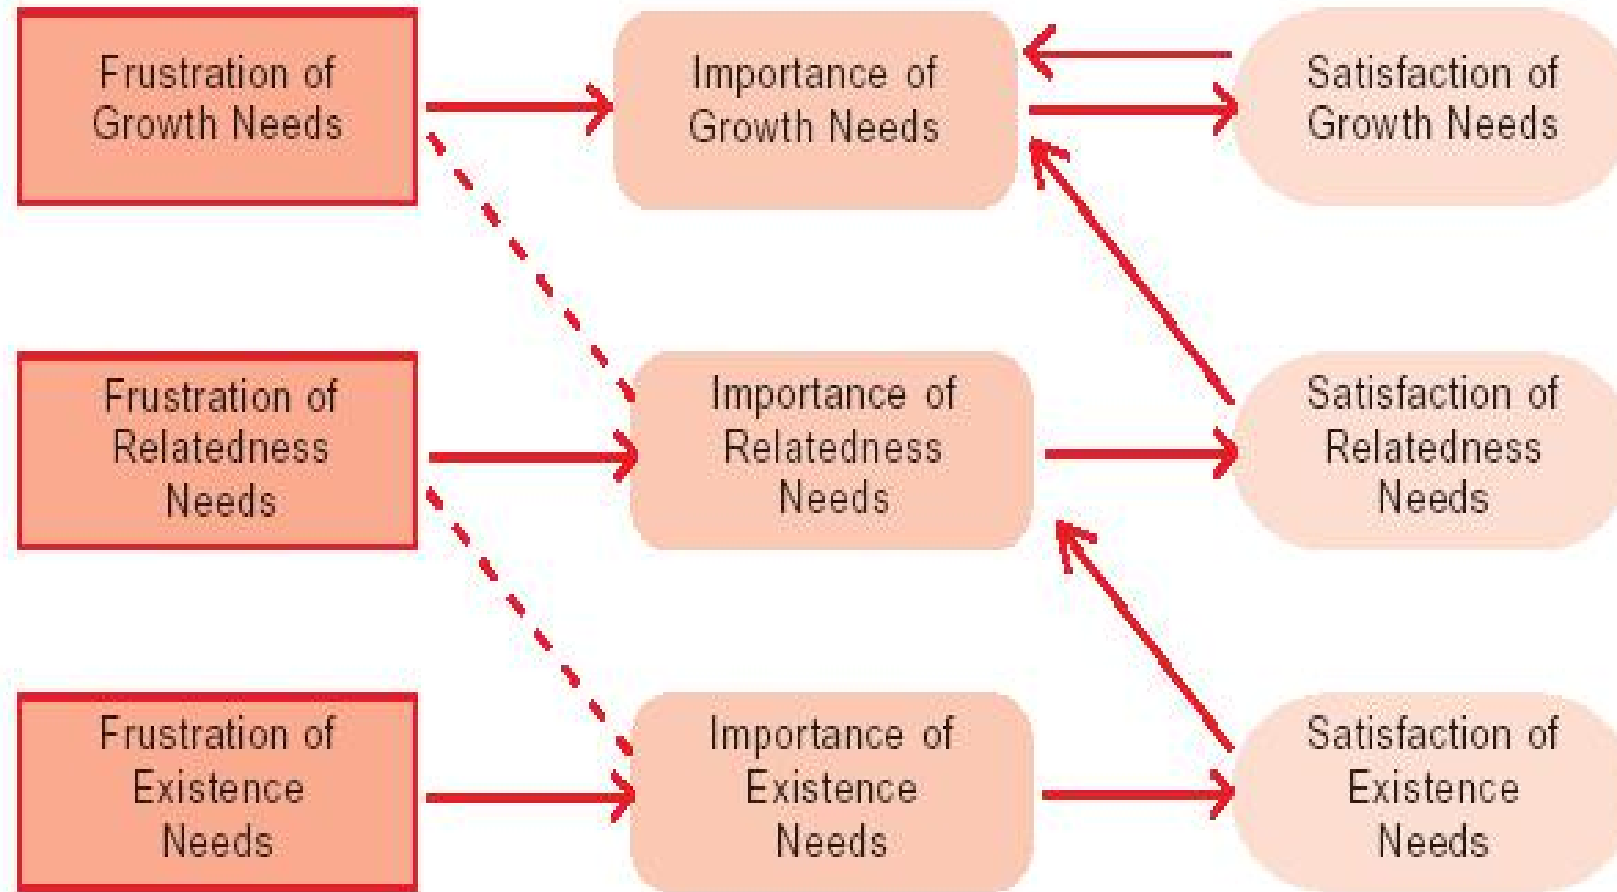 Frustration of
Growth Needs
Importance of
Growth Needs
Satisfaction of
Growth Needs
Frustration of
Relatedness
Needs
Importance of
Relatedness
Needs
Satisfaction of
Relatedness
Needs
Frustration of
Existence
Needs
Importance of
Existence
Needs
Satisfaction of
Existence
Needs